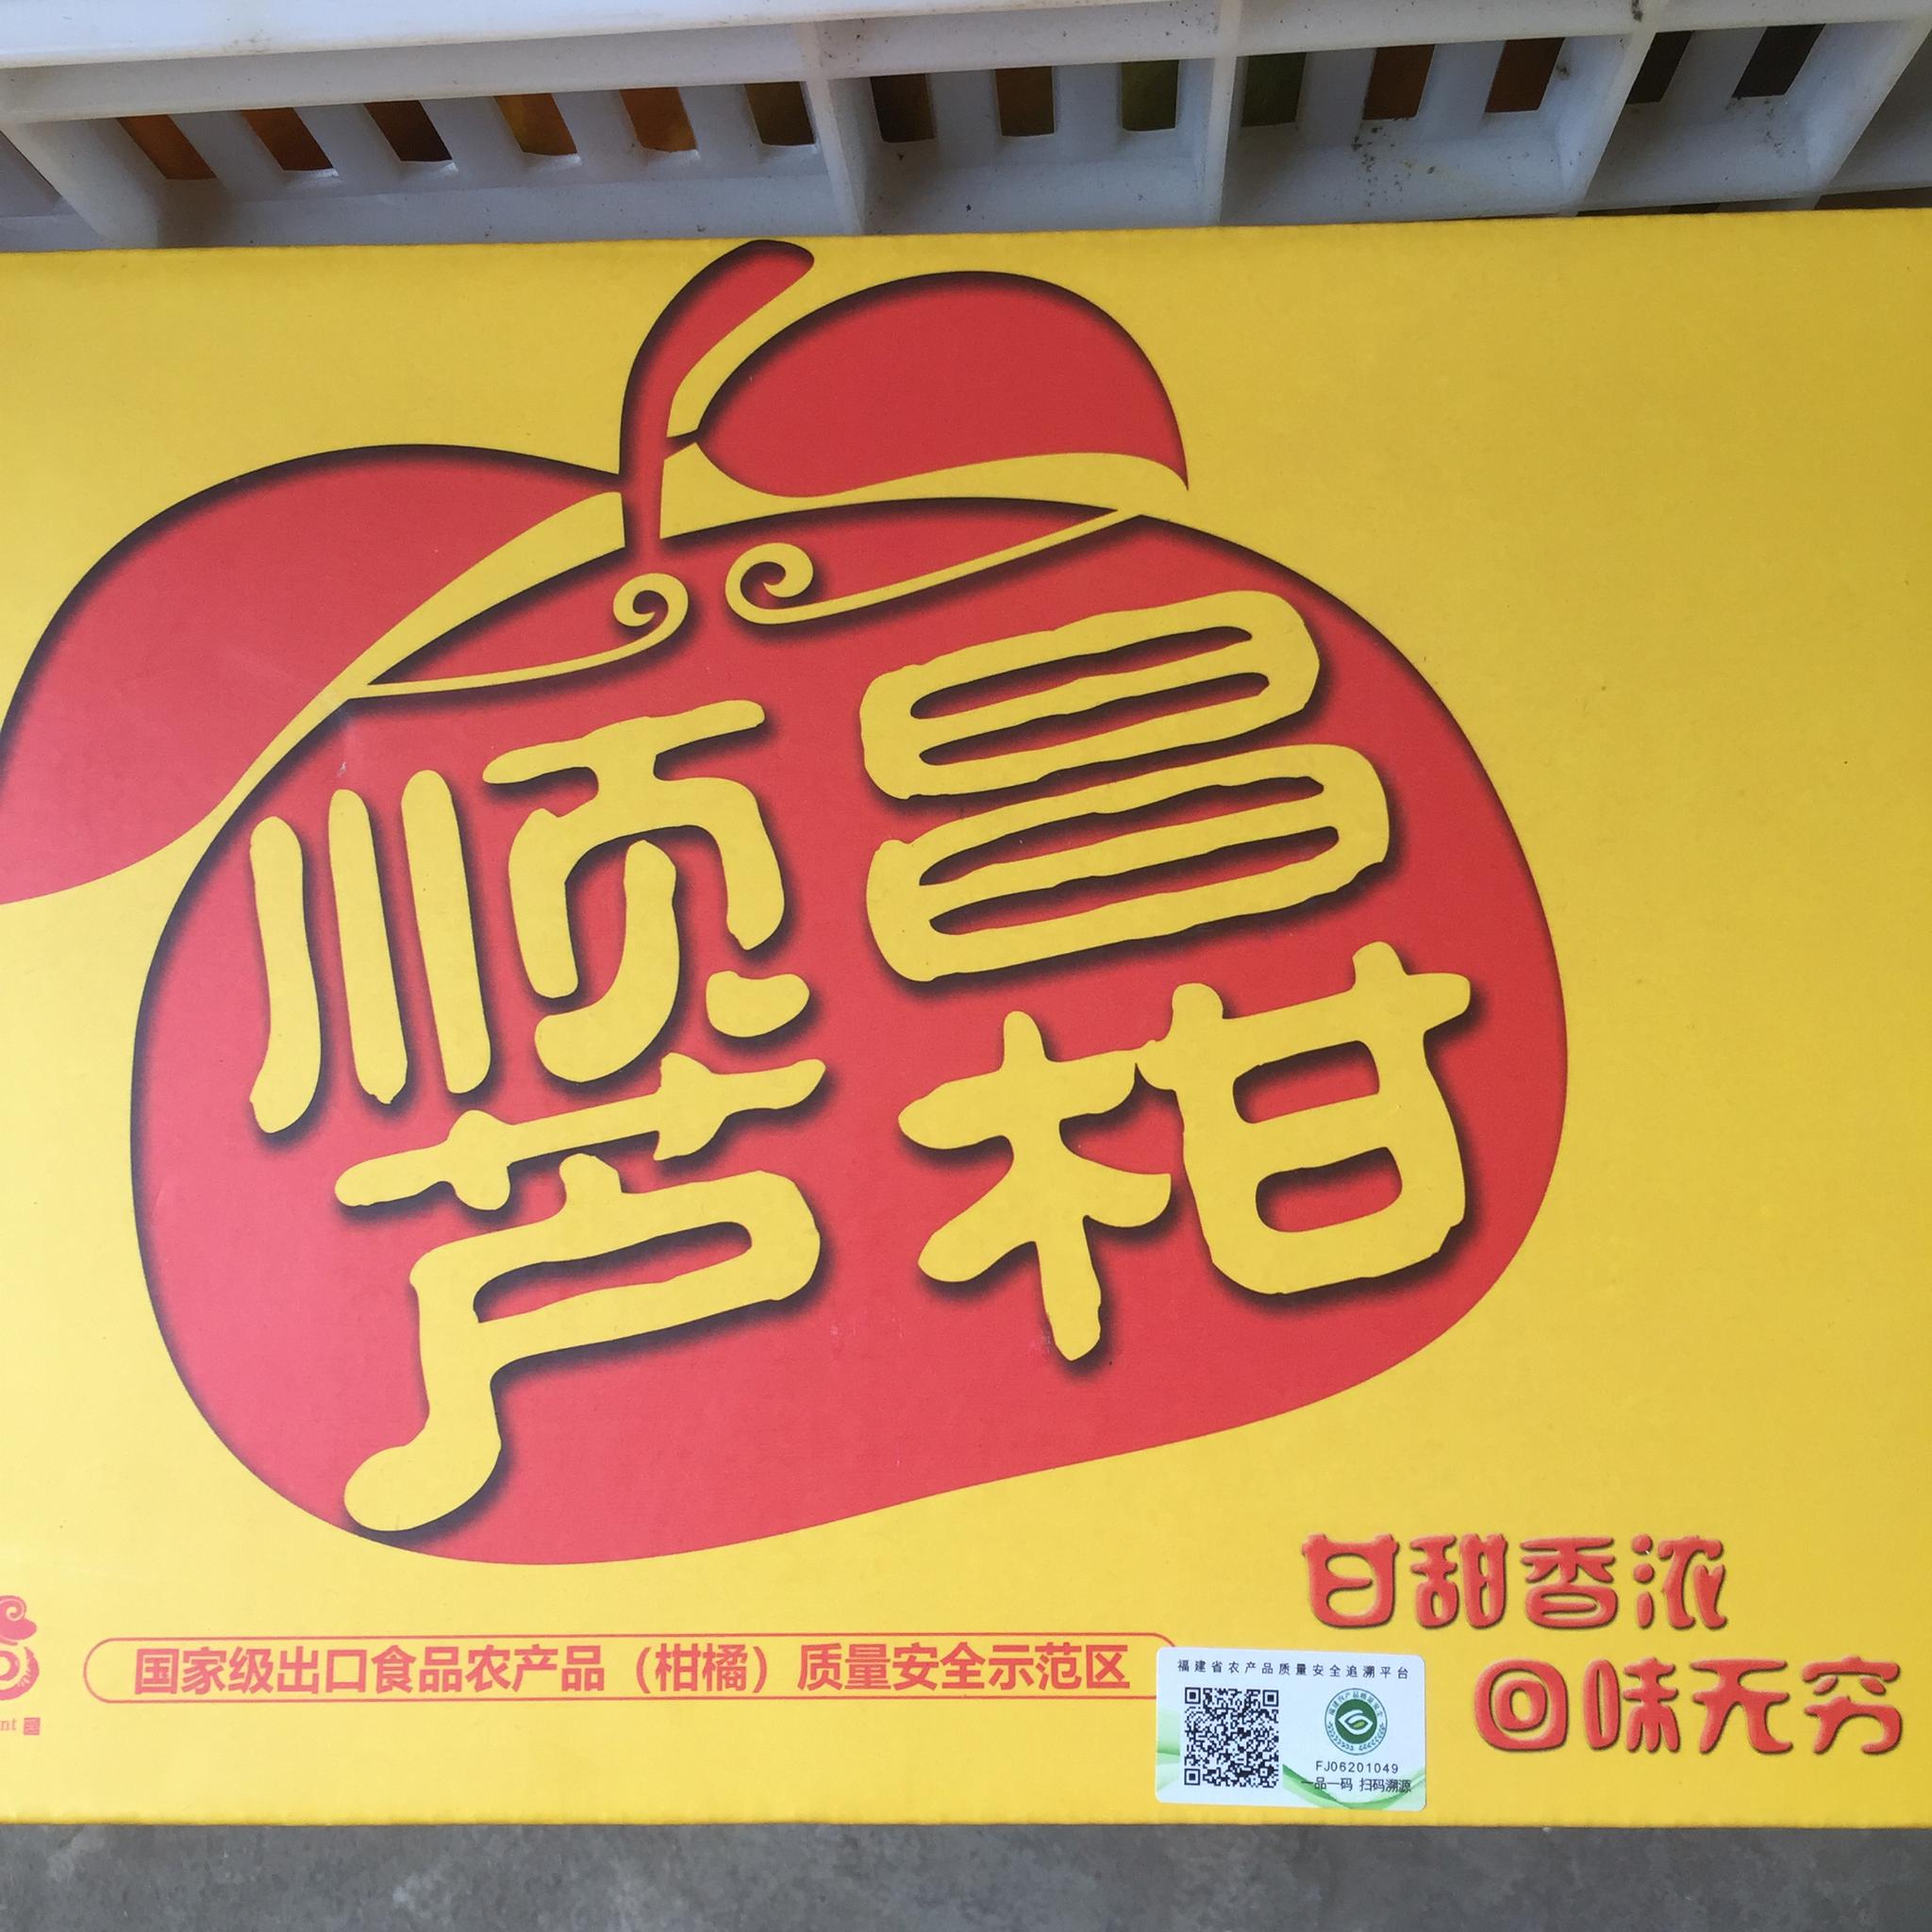 顺昌
芦柑
甘甜香浓
回味无穷
国家级出口食品农产品（柑橘）质量安全示范区
福建省农产品质量安全追溯平台
FJ06201049
一品一码 扫码溯源
nt